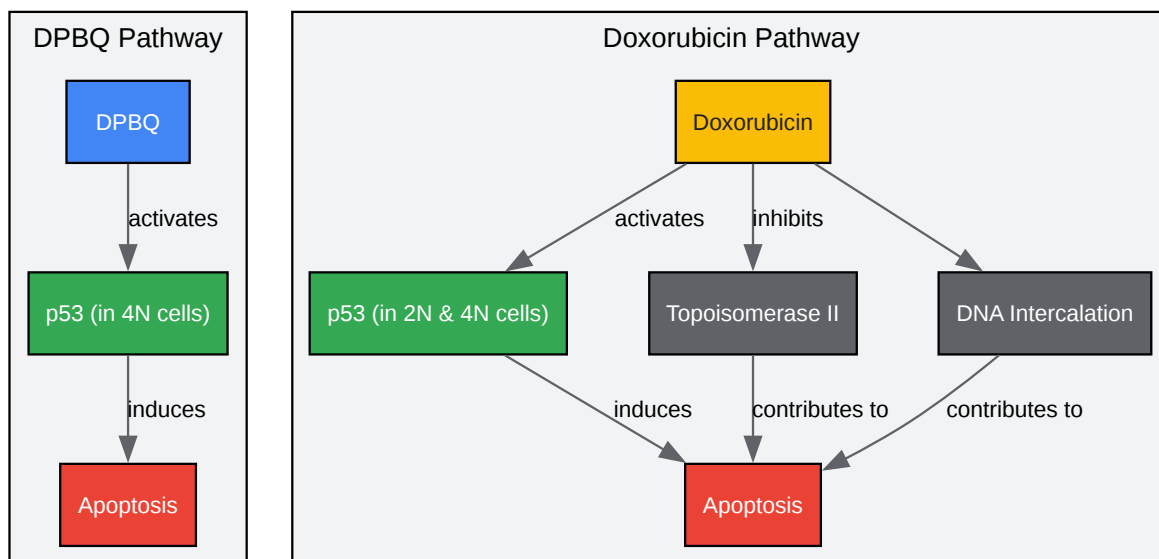 DPBQ Pathway
DPBQ
activates
p53 (in 4N cells)
induces
Apoptosis
Doxorubicin Pathway
Doxorubicin
activates
inhibits
p53 (in 2N & 4N cells)
Topoisomerase II
DNA Intercalation
induces
contributes to
contributes to
Apoptosis